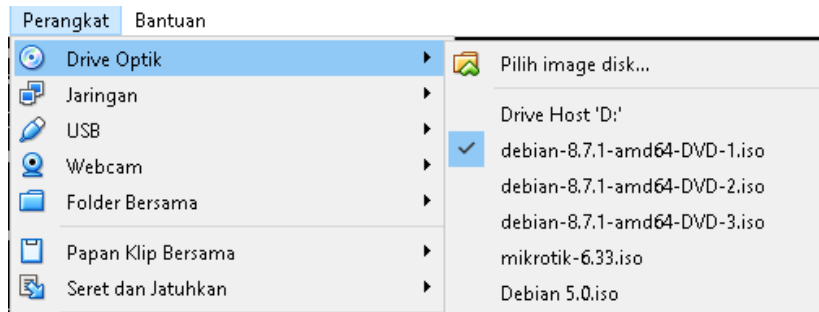 Perangkat Bantuan
Drive Optik
Jaringan
USB
Webcam
Folder Bersama
Papan Klip Bersama
Seret dan Jatuhkan
Pilih image disk...
Drive Host 'D:'
debian-8.7.1-amd64-DVD-1.iso
debian-8.7.1-amd64-DVD-2.iso
debian-8.7.1-amd64-DVD-3.iso
mikrotik-6.33.iso
Debian 5.0.iso